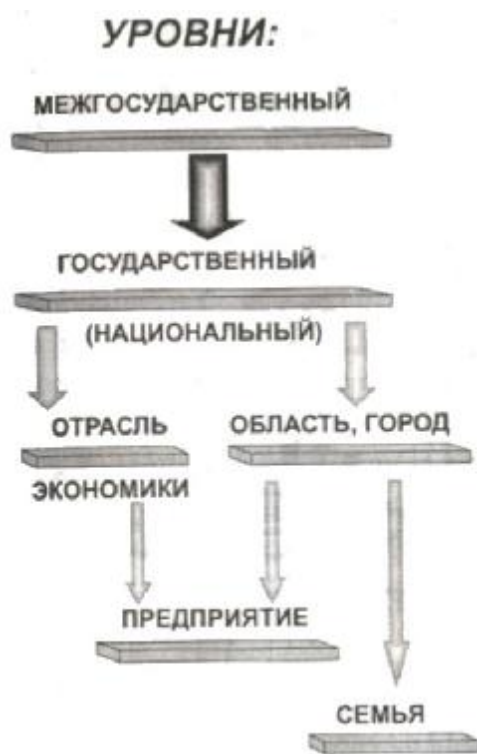 УРОВНИ:
МЕЖГОСУДАРСТВЕННЫЙ
ГОСУДАРСТВЕННЫЙ
(НАЦИОНАЛЬНЫЙ)
ОТРАСЛЬ
ЭКОНОМИКИ
ОБЛАСТЬ, ГОРОД
ПРЕДПРИЯТИЕ
СЕМЬЯ